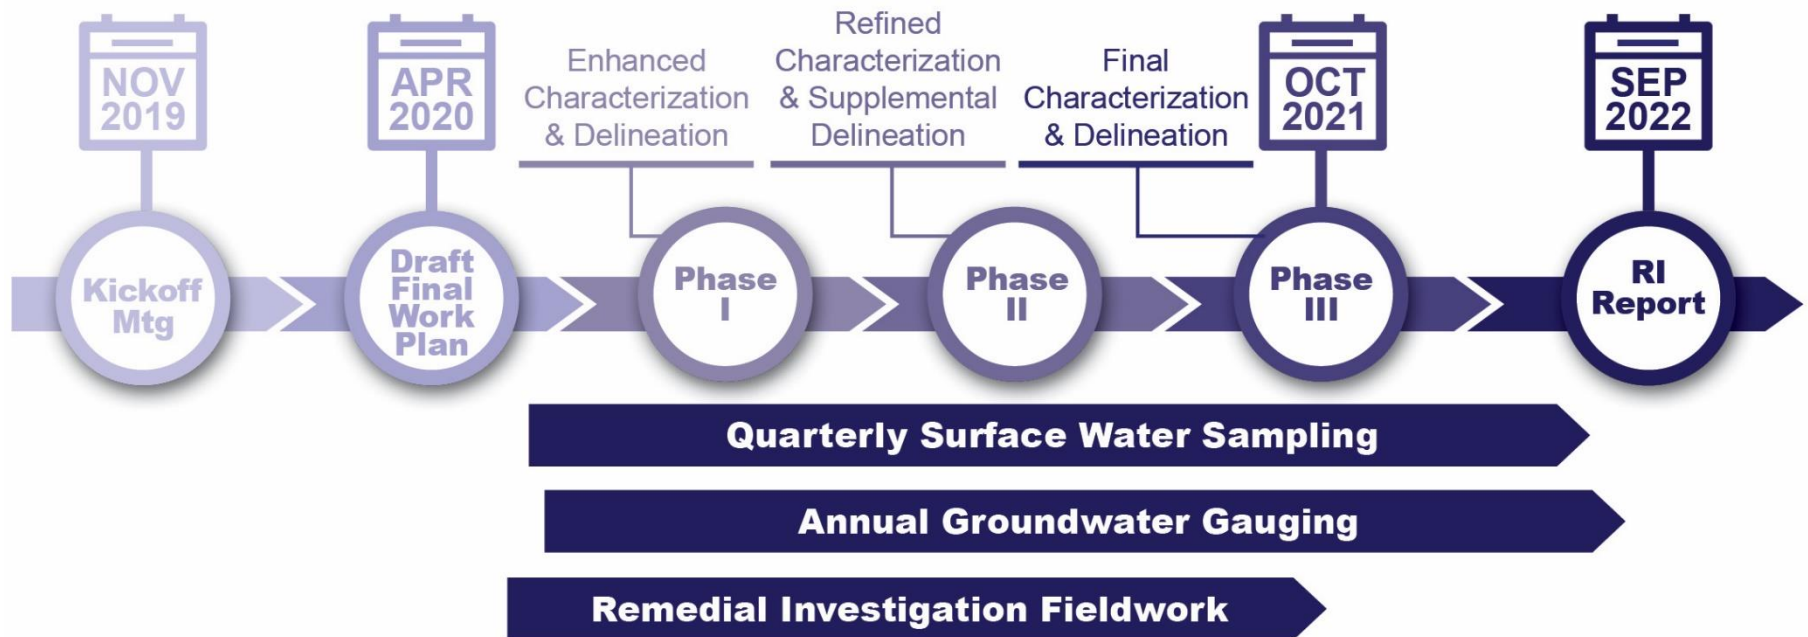 NOV
2019
APR
2020
Enhanced
Characterization
& Delineation
Refined
Characterization
& Supplemental
Delineation
Final
Characterization
& Delineation
OCT
2021
SEP
2022
Kickoff
Mtg
Draft
Final
Work
Plan
Phase
I
Phase
II
Phase
III
RI
Report
Quarterly Surface Water Sampling
Annual Groundwater Gauging
Remedial Investigation Fieldwork